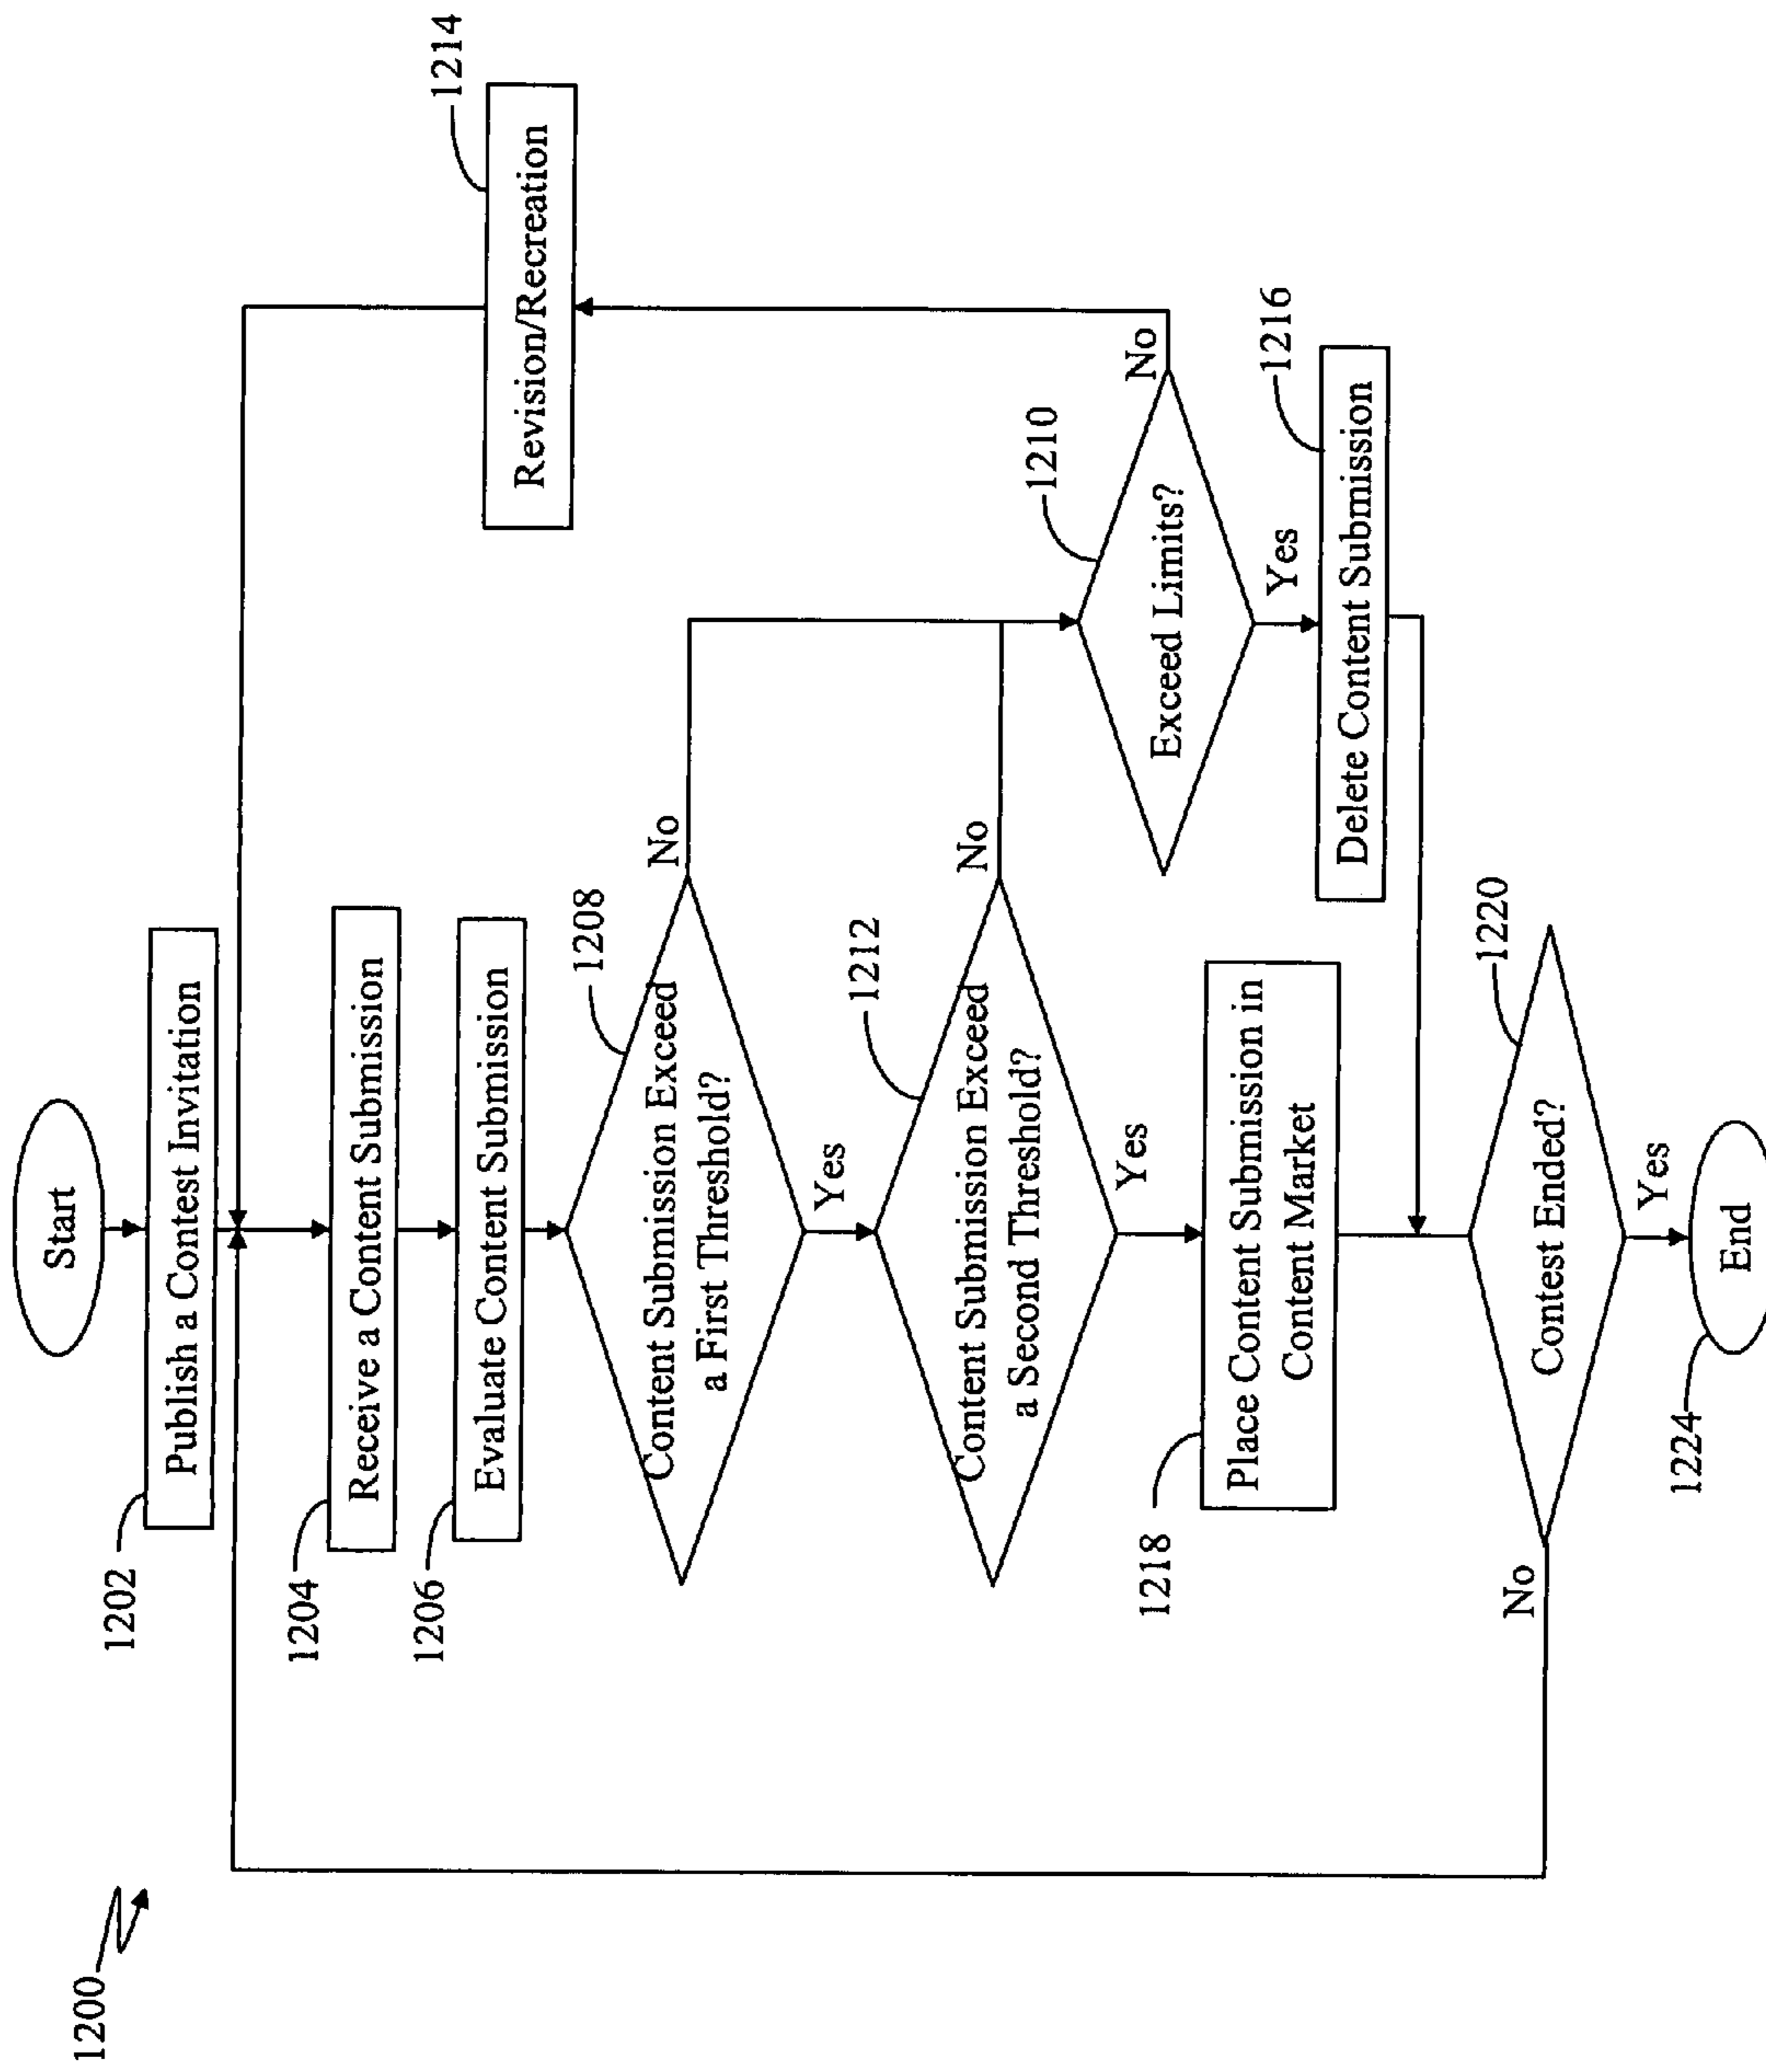 1200
Start
1202
Publish a Contest Invitation
1204
Receive a Content Submission
1206
Evaluate Content Submission
1208
Content Submission Exceed
a First Threshold?
No
Yes
1212
Content Submission Exceed
a Second Threshold?
No
Yes
1210
Exceed Limits?
No
Yes
1214
Revision/Recreation
1216
Delete Content Submission
1218
Place Content Submission in
Content Market
1220
Contest Ended?
No
Yes
1224
End